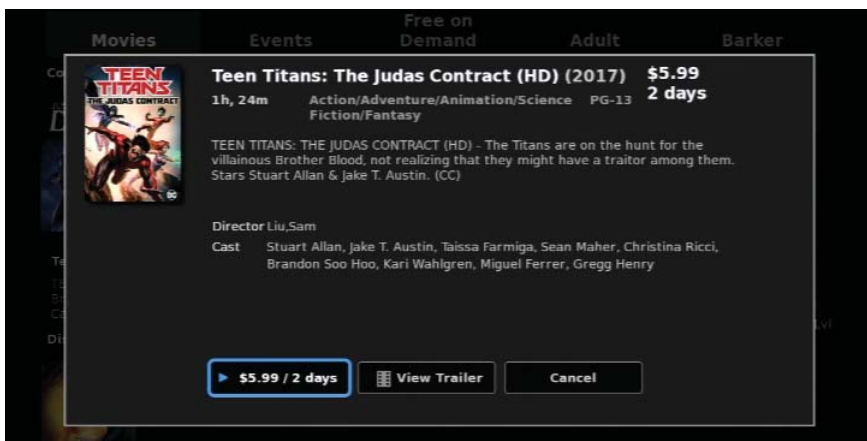 Free on
Movies Events Demand Adult Barker
Co
TEEN
TITANS
THE JUDAS CONTRACT
Teen Titans: The Judas Contract (HD) (2017) $5.99
1h, 24m Action/Adventure/Animation/Science PG-13 2 days
Fiction/Fantasy
TEEN TITANS: THE JUDAS CONTRACT (HD) - The Titans are on the hunt for the
villainous Brother Blood, not realizing that they might have a traitor among them.
Stars Stuart Allan & Jake T. Austin. (CC)
Director Liu,Sam
Cast Stuart Allan, Jake T. Austin, Taissa Farmiga, Sean Maher, Christina Ricci,
Brandon Soo Hoo, Kari Wahlgren, Miguel Ferrer, Gregg Henry
Te
Ca
Di
$5.99 / 2 days View Trailer Cancel